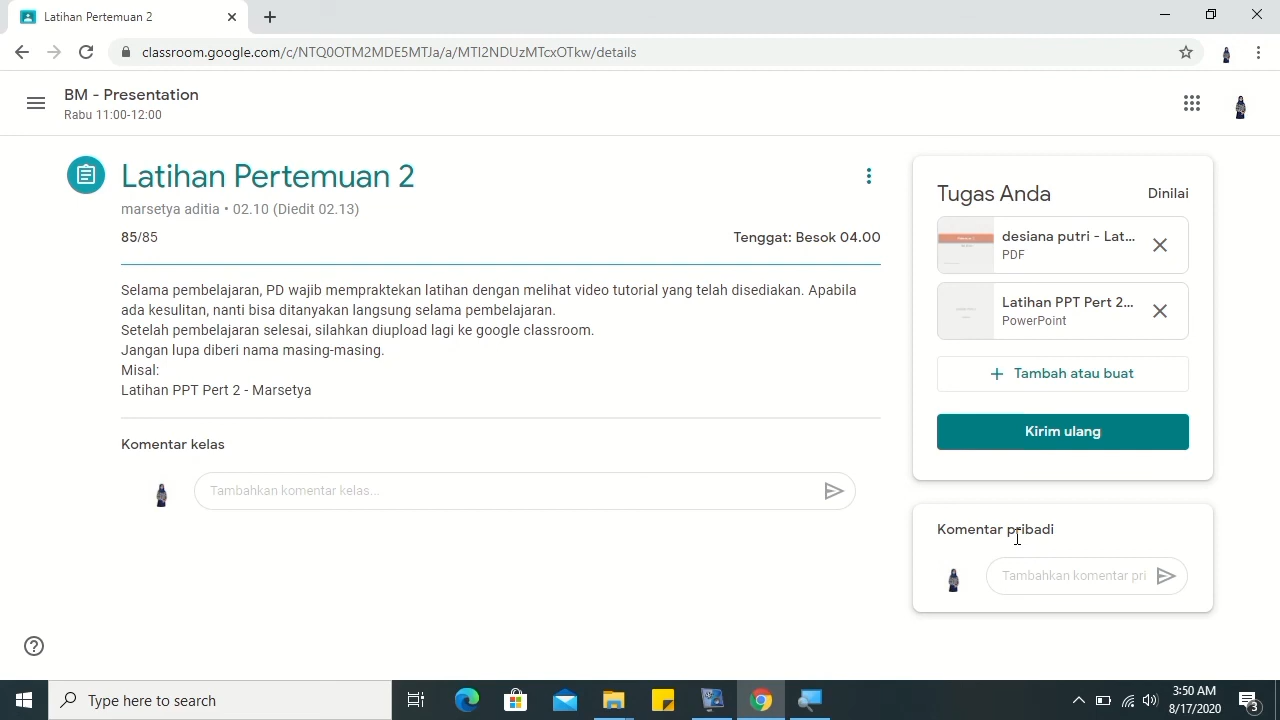 Latihan Pertemuan 2
classroom.google.com/c/NTQ0OTM2MDE5MTJa/a/MTI2NDUzMTcxOTkw/details
BM - Presentation
Rabu 11:00-12:00
Latihan Pertemuan 2
marsetya aditia • 02.10 (Diedit 02.13)
85/85
Tenggat: Besok 04.00
Selama pembelajaran, PD wajib mempraktekan latihan dengan melihat video tutorial yang telah disediakan. Apabila
ada kesulitan, nanti bisa ditanyakan langsung selama pembelajaran.
Setelah pembelajaran selesai, silahkan diupload lagi ke google classroom.
Jangan lupa diberi nama masing-masing.
Misal:
Latihan PPT Pert 2 - Marsetya
Komentar kelas
Tambahkan komentar kelas...
Tugas Anda
Dinilai
desiana putri - Lat...
PDF
Latihan PPT Pert 2...
PowerPoint
+ Tambah atau buat
Kirim ulang
Komentar pribadi
Tambahkan komentar pri
Type here to search
3:50 AM
8/17/2020
3